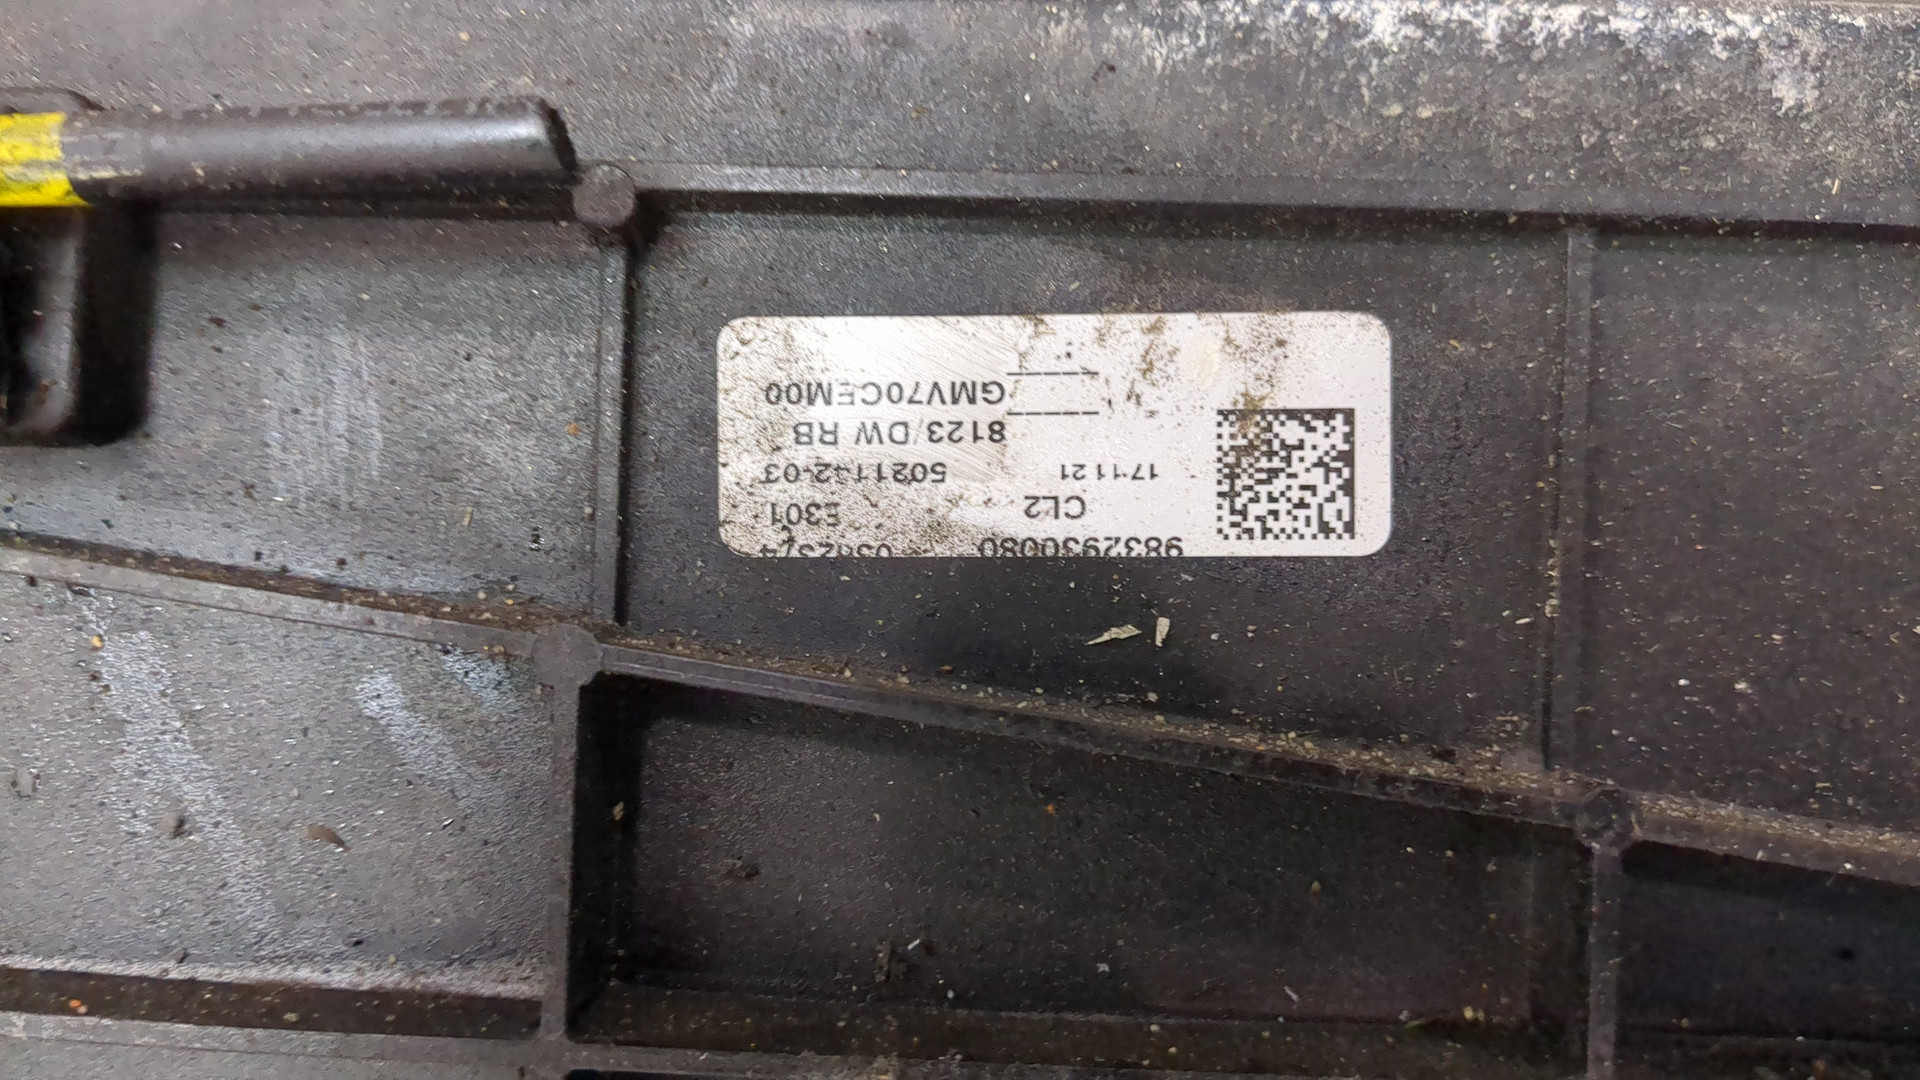 9832930080
CL2 E301
17.11.21 5021142-03
8123/DW RB
GMV70CEM00